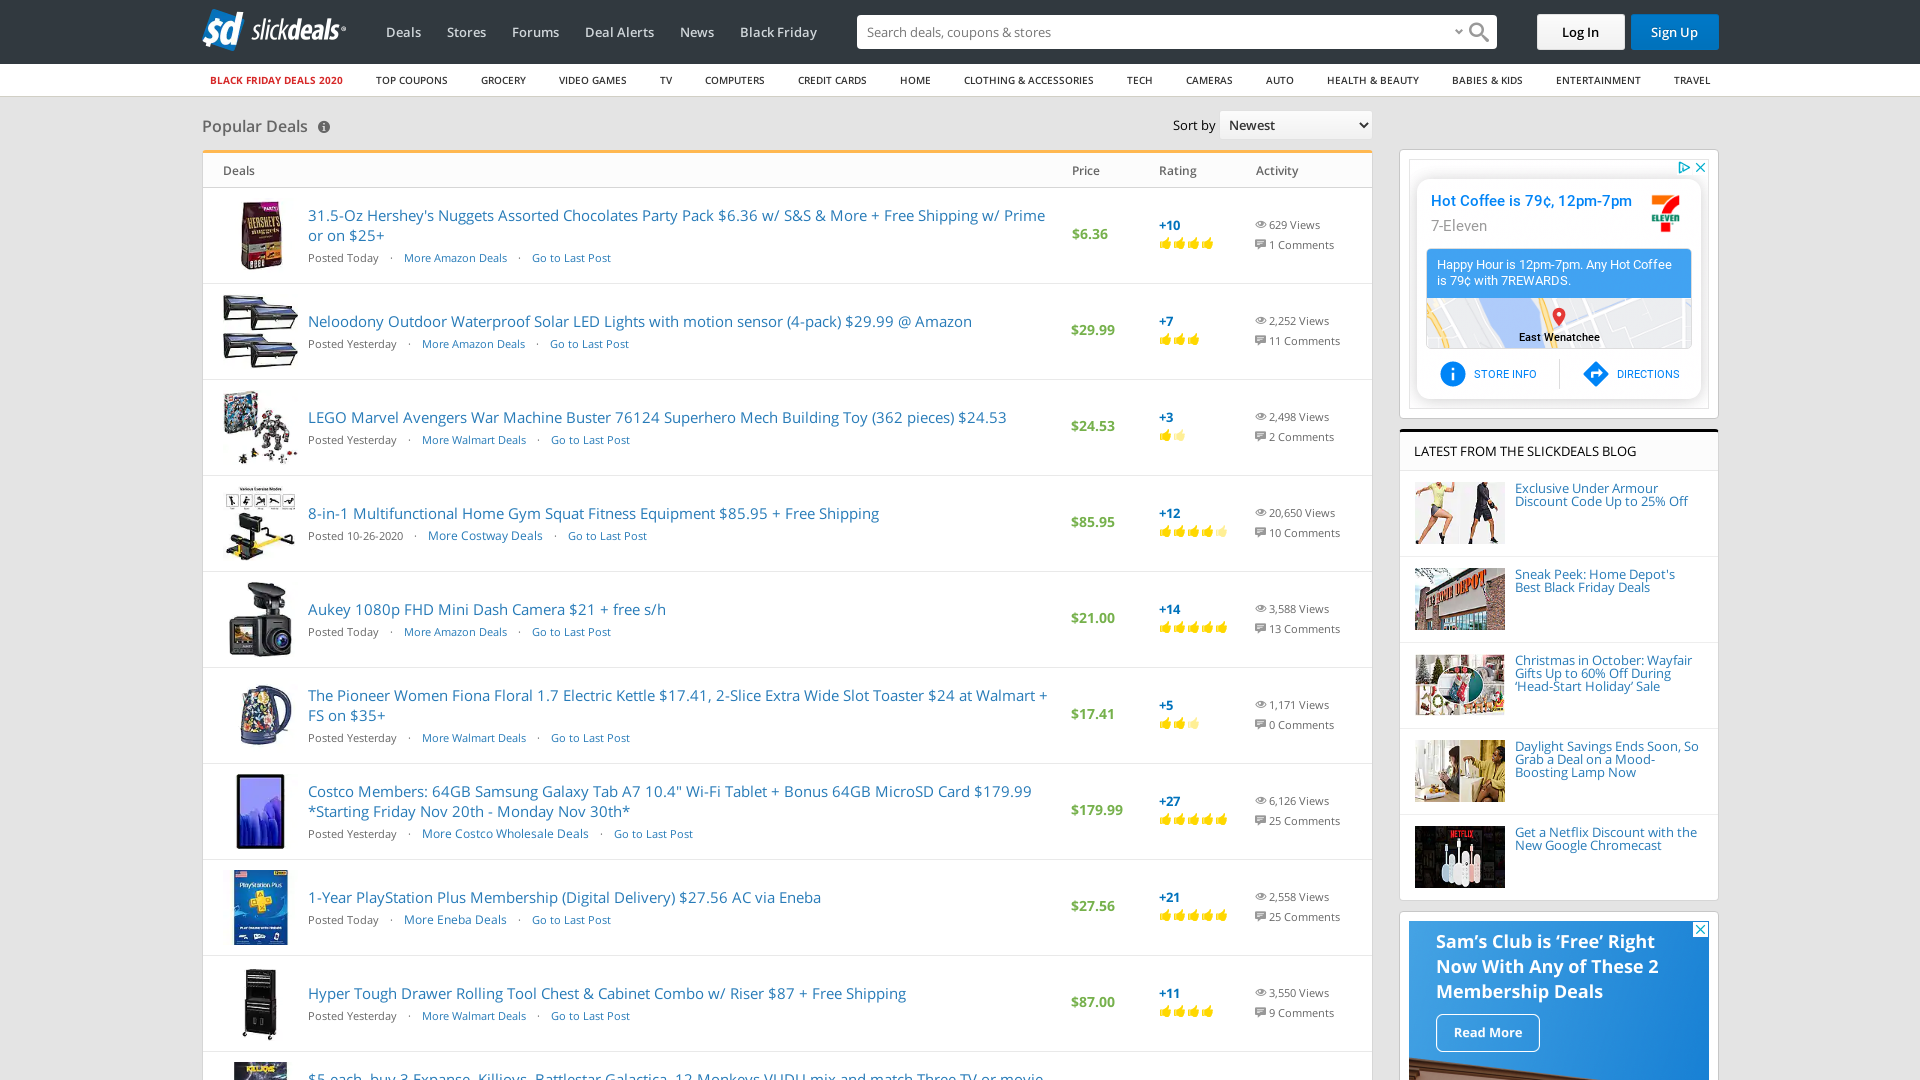 slickdeals
Deals
Stores
Forums
Deal Alerts
News
Black Friday
Search deals, coupons & stores
Log In
Sign Up
BLACK FRIDAY DEALS 2020
TOP COUPONS
GROCERY
VIDEO GAMES
TV
COMPUTERS
CREDIT CARDS
HOME
CLOTHING & ACCESSORIES
TECH
CAMERAS
AUTO
HEALTH & BEAUTY
BABIES & KIDS
ENTERTAINMENT
TRAVEL
Popular Deals
Sort by Newest
Deals
Price
Rating
Activity
31.5-Oz Hershey's Nuggets Assorted Chocolates Party Pack $6.36 w/ S&S & More + Free Shipping w/ Prime
or on $25+
Posted Today · More Amazon Deals · Go to Last Post
$6.36
+10
629 Views
1 Comments
Neloodony Outdoor Waterproof Solar LED Lights with motion sensor (4-pack) $29.99 @ Amazon
Posted Yesterday · More Amazon Deals · Go to Last Post
$29.99
+7
2,252 Views
11 Comments
LEGO Marvel Avengers War Machine Buster 76124 Superhero Mech Building Toy (362 pieces) $24.53
Posted Yesterday · More Walmart Deals · Go to Last Post
$24.53
+3
2,498 Views
2 Comments
8-in-1 Multifunctional Home Gym Squat Fitness Equipment $85.95 + Free Shipping
Posted 10-26-2020 · More Costway Deals · Go to Last Post
$85.95
+12
20,650 Views
10 Comments
Aukey 1080p FHD Mini Dash Camera $21 + free s/h
Posted Today · More Amazon Deals · Go to Last Post
$21.00
+14
3,588 Views
13 Comments
The Pioneer Women Fiona Floral 1.7 Electric Kettle $17.41, 2-Slice Extra Wide Slot Toaster $24 at Walmart +
FS on $35+
Posted Yesterday · More Walmart Deals · Go to Last Post
$17.41
+5
1,171 Views
0 Comments
Costco Members: 64GB Samsung Galaxy Tab A7 10.4" Wi-Fi Tablet + Bonus 64GB MicroSD Card $179.99
*Starting Friday Nov 20th - Monday Nov 30th*
Posted Yesterday · More Costco Wholesale Deals · Go to Last Post
$179.99
+27
6,126 Views
25 Comments
1-Year PlayStation Plus Membership (Digital Delivery) $27.56 AC via Eneba
Posted Today · More Eneba Deals · Go to Last Post
$27.56
+21
2,558 Views
25 Comments
Hyper Tough Drawer Rolling Tool Chest & Cabinet Combo w/ Riser $87 + Free Shipping
Posted Yesterday · More Walmart Deals · Go to Last Post
$87.00
+11
3,550 Views
9 Comments
$5 each, buy 3 Expanse, Killjoys, Battlestar Galactica, 12 Monkeys VUDU mix and match Three TV or movie
Hot Coffee is 79¢, 12pm-7pm
7-Eleven
Happy Hour is 12pm-7pm. Any Hot Coffee
is 79¢ with 7REWARDS.
East Wenatchee
STORE INFO
DIRECTIONS
LATEST FROM THE SLICKDEALS BLOG
Exclusive Under Armour
Discount Code Up to 25% Off
Sneak Peek: Home Depot's
Best Black Friday Deals
Christmas in October: Wayfair
Gifts Up to 60% Off During
‘Head-Start Holiday’ Sale
Daylight Savings Ends Soon, So
Grab a Deal on a Mood-
Boosting Lamp Now
Get a Netflix Discount with the
New Google Chromecast
Sam’s Club is ‘Free’ Right
Now With Any of These 2
Membership Deals
Read More